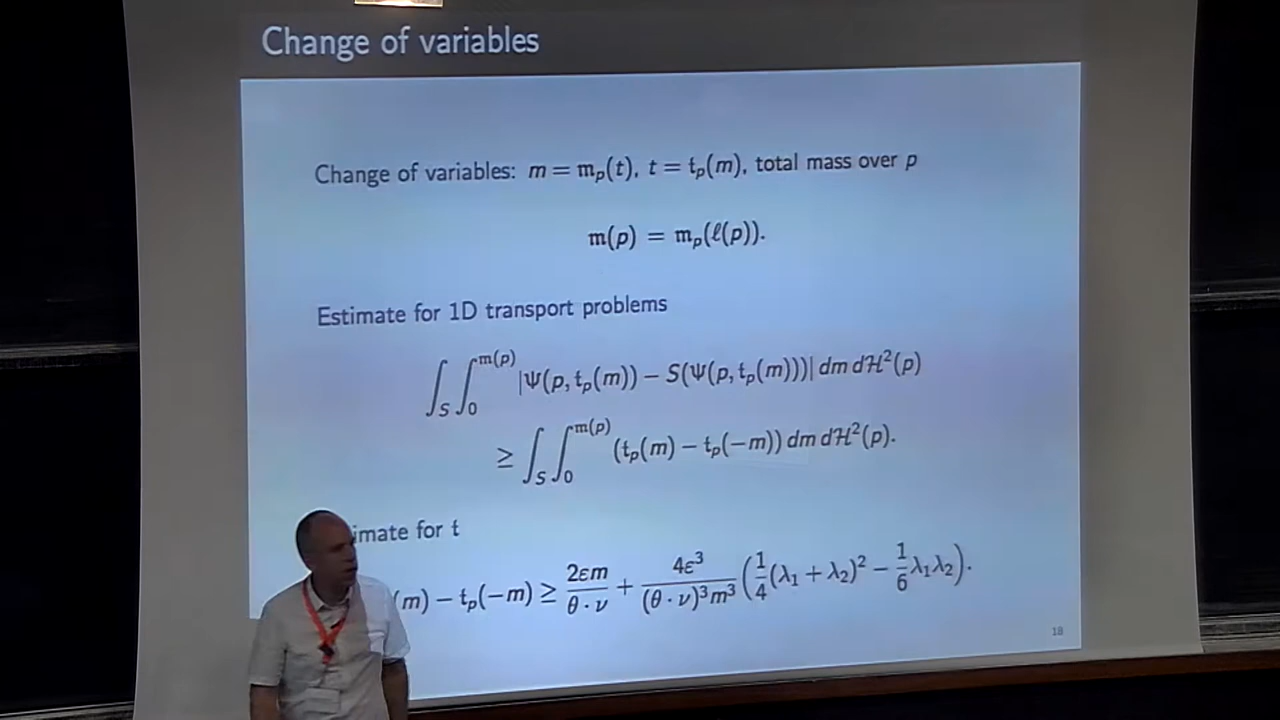 Change of variables
Change of variables: m = m_p(t), t = t_p(m), total mass over p
m(p) = m_p(ℓ(p)).
Estimate for 1D transport problems
∫_S ∫_0^{m(p)} |Ψ(p, t_p(m)) − S(Ψ(p, t_p(m)))| dm dℋ²(p)
≥ ∫_S ∫_0^{m(p)} (t_p(m) − t_p(−m)) dm dℋ²(p).
imate for t
(m) − t_p(−m) ≥ 2εm/(θ · ν) + 4ε³/((θ · ν)³m³) (1/4(λ₁ + λ₂)² − 1/6 λ₁λ₂).
18